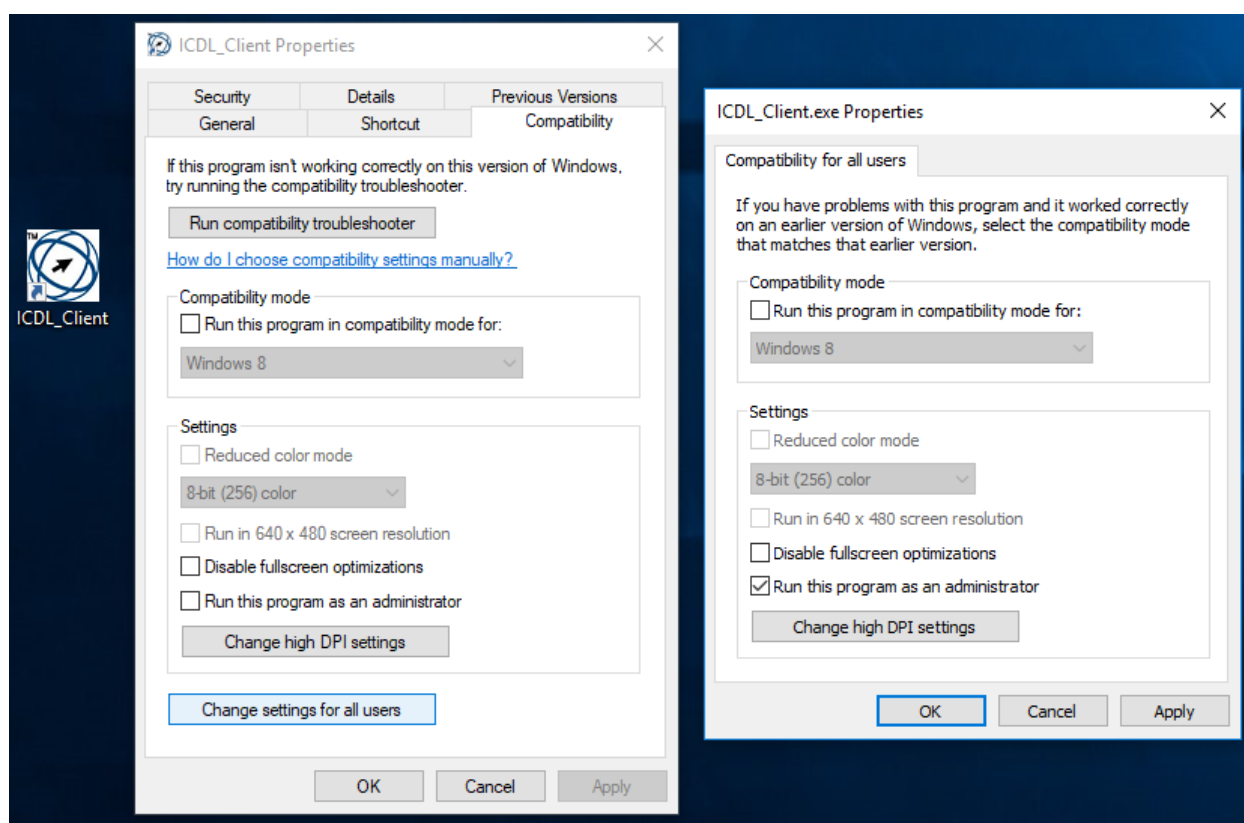 TM
ICDL_Client
ICDL_Client Properties
Security
Details
Previous Versions
General
Shortcut
Compatibility
If this program isn't working correctly on this version of Windows,
try running the compatibility troubleshooter.
Run compatibility troubleshooter
How do I choose compatibility settings manually?
Compatibility mode
Run this program in compatibility mode for:
Windows 8
Settings
Reduced color mode
8-bit (256) color
Run in 640 x 480 screen resolution
Disable fullscreen optimizations
Run this program as an administrator
Change high DPI settings
Change settings for all users
OK
Cancel
Apply
ICDL_Client.exe Properties
Compatibility for all users
If you have problems with this program and it worked correctly
on an earlier version of Windows, select the compatibility mode
that matches that earlier version.
Compatibility mode
Run this program in compatibility mode for:
Windows 8
Settings
Reduced color mode
8-bit (256) color
Run in 640 x 480 screen resolution
Disable fullscreen optimizations
Run this program as an administrator
Change high DPI settings
OK
Cancel
Apply